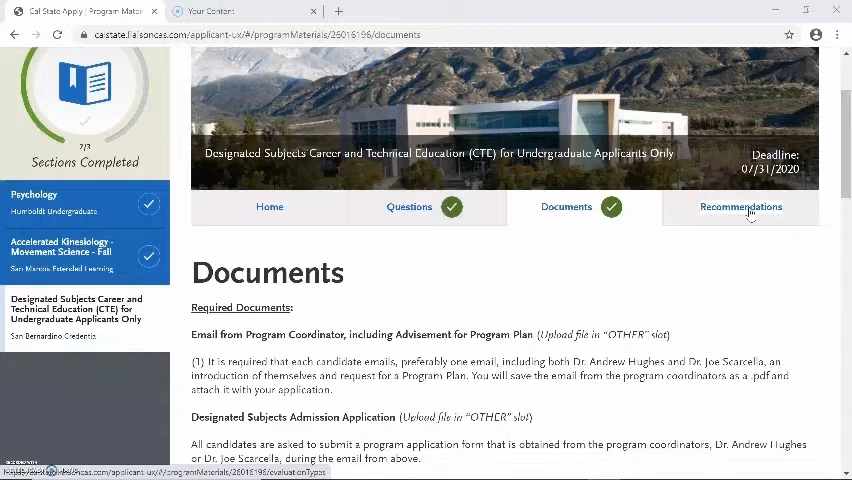 Cal State Apply | Program Mater
Your Content
calstate.liaisoncas.com/applicant-ux/#/programMaterials/26016196/documents
2/3
Sections Completed
Psychology
Humboldt Undergraduate
Accelerated Kinesiology -
Movement Science - Fall
San Marcos Extended Learning
Designated Subjects Career and
Technical Education (CTE) for
Undergraduate Applicants Only
San Bernardino Credentia
Designated Subjects Career and Technical Education (CTE) for Undergraduate Applicants Only
Deadline:
07/31/2020
Home
Questions
Documents
Recommendations
Documents
Required Documents:
Email from Program Coordinator, including Advisement for Program Plan (Upload file in “OTHER” slot)
(1) It is required that each candidate emails, preferably one email, including both Dr. Andrew Hughes and Dr. Joe Scarcella, an
introduction of themselves and request for a Program Plan. You will save the email from the program coordinators as a .pdf and
attach it with your application.
Designated Subjects Admission Application (Upload file in “OTHER” slot)
All candidates are asked to submit a program application form that is obtained from the program coordinators, Dr. Andrew Hughes
or Dr. Joe Scarcella, during the email from above.
RECORDED WITH